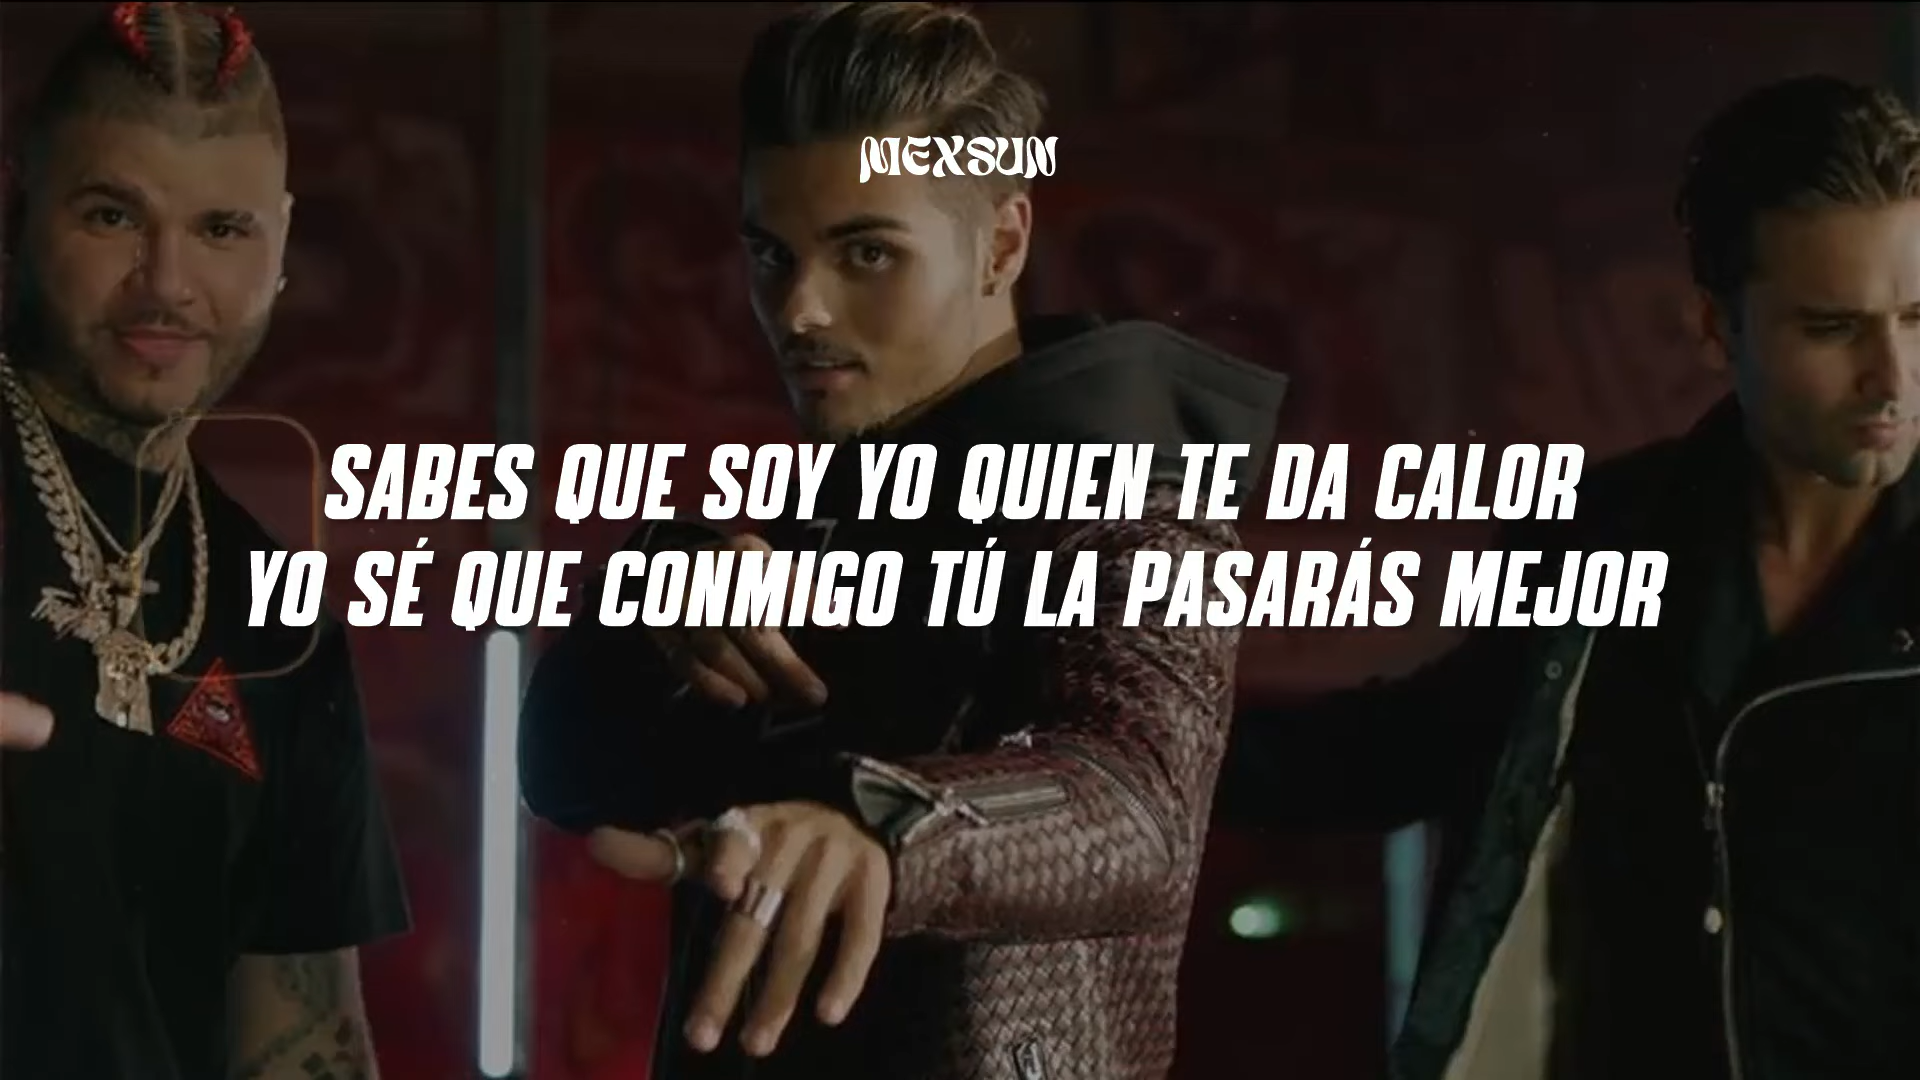 MEXSUN
SABES QUE SOY YO QUIEN TE DA CALOR
YO SÉ QUE CONMIGO TÚ LA PASARÁS MEJOR